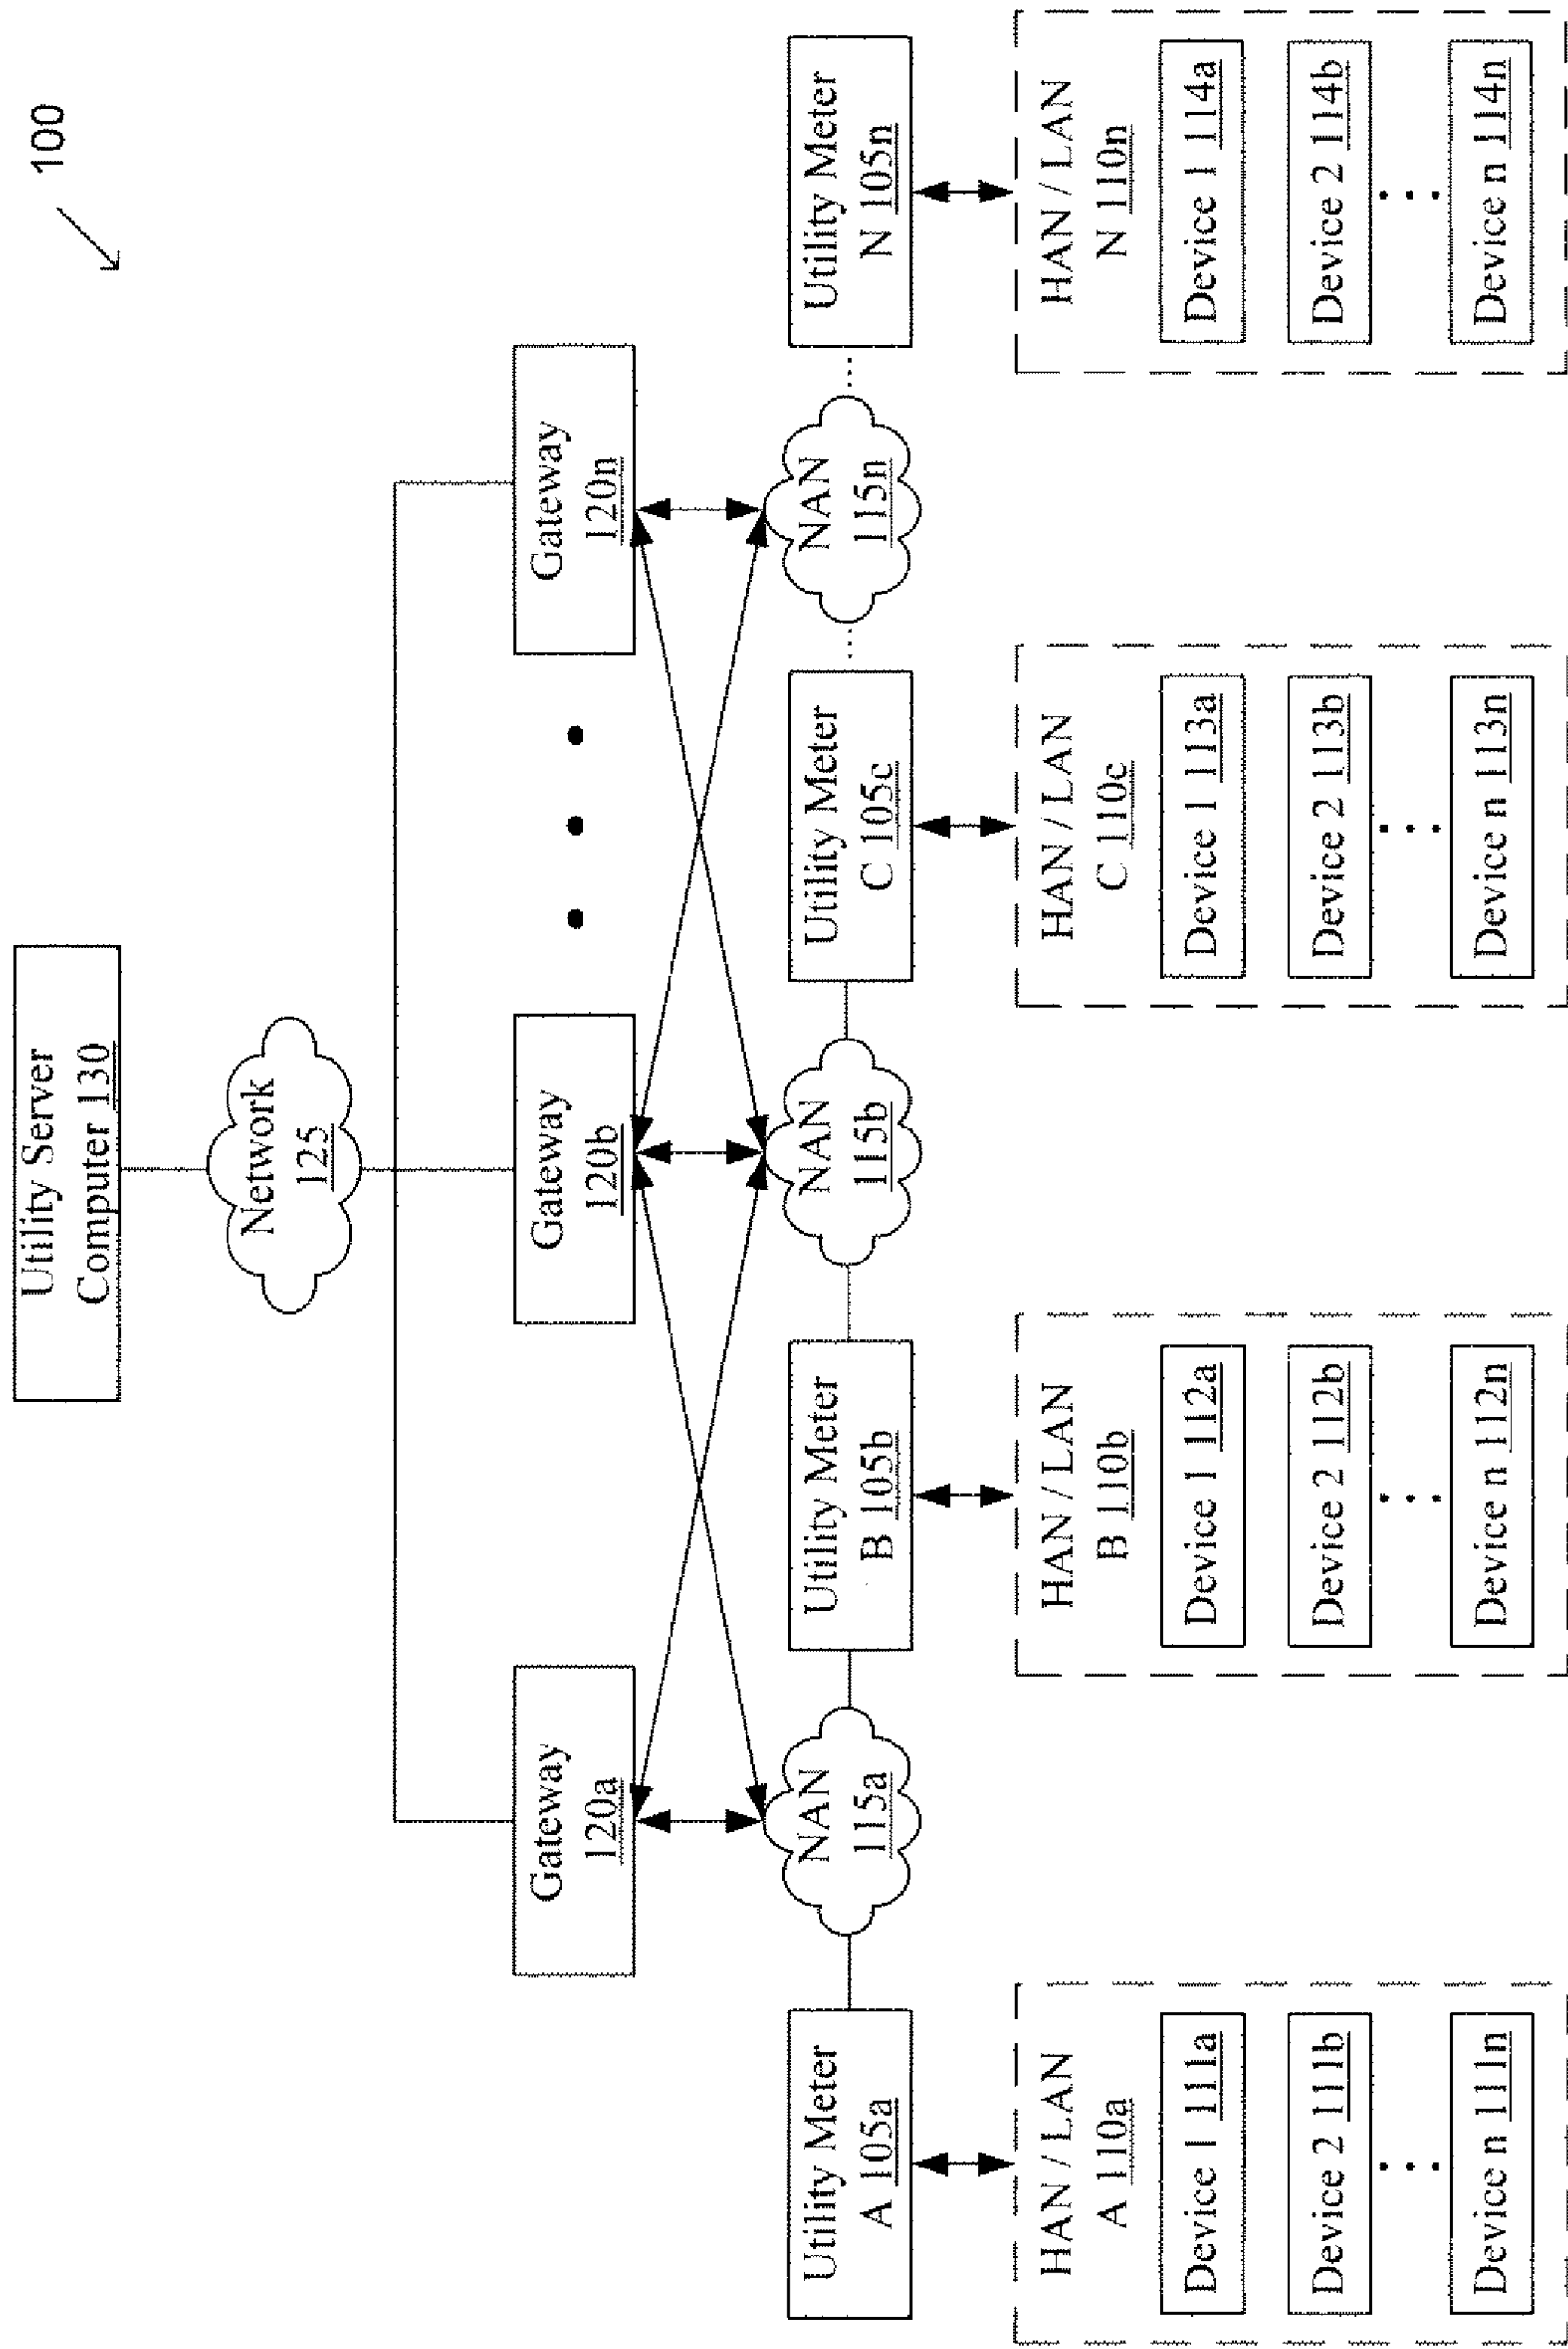 100
Utility Server
Computer 130
Network
125
Gateway
120a
Gateway
120b
Gateway
120n
Utility Meter
A 105a
NAN
115a
Utility Meter
B 105b
NAN
115b
Utility Meter
C 105c
NAN
115n
Utility Meter
N 105n
HAN / LAN
A 110a
Device 1 111a
Device 2 111b
Device n 111n
HAN / LAN
B 110b
Device 1 112a
Device 2 112b
Device n 112n
HAN / LAN
C 110c
Device 1 113a
Device 2 113b
Device n 113n
HAN / LAN
N 110n
Device 1 114a
Device 2 114b
Device n 114n